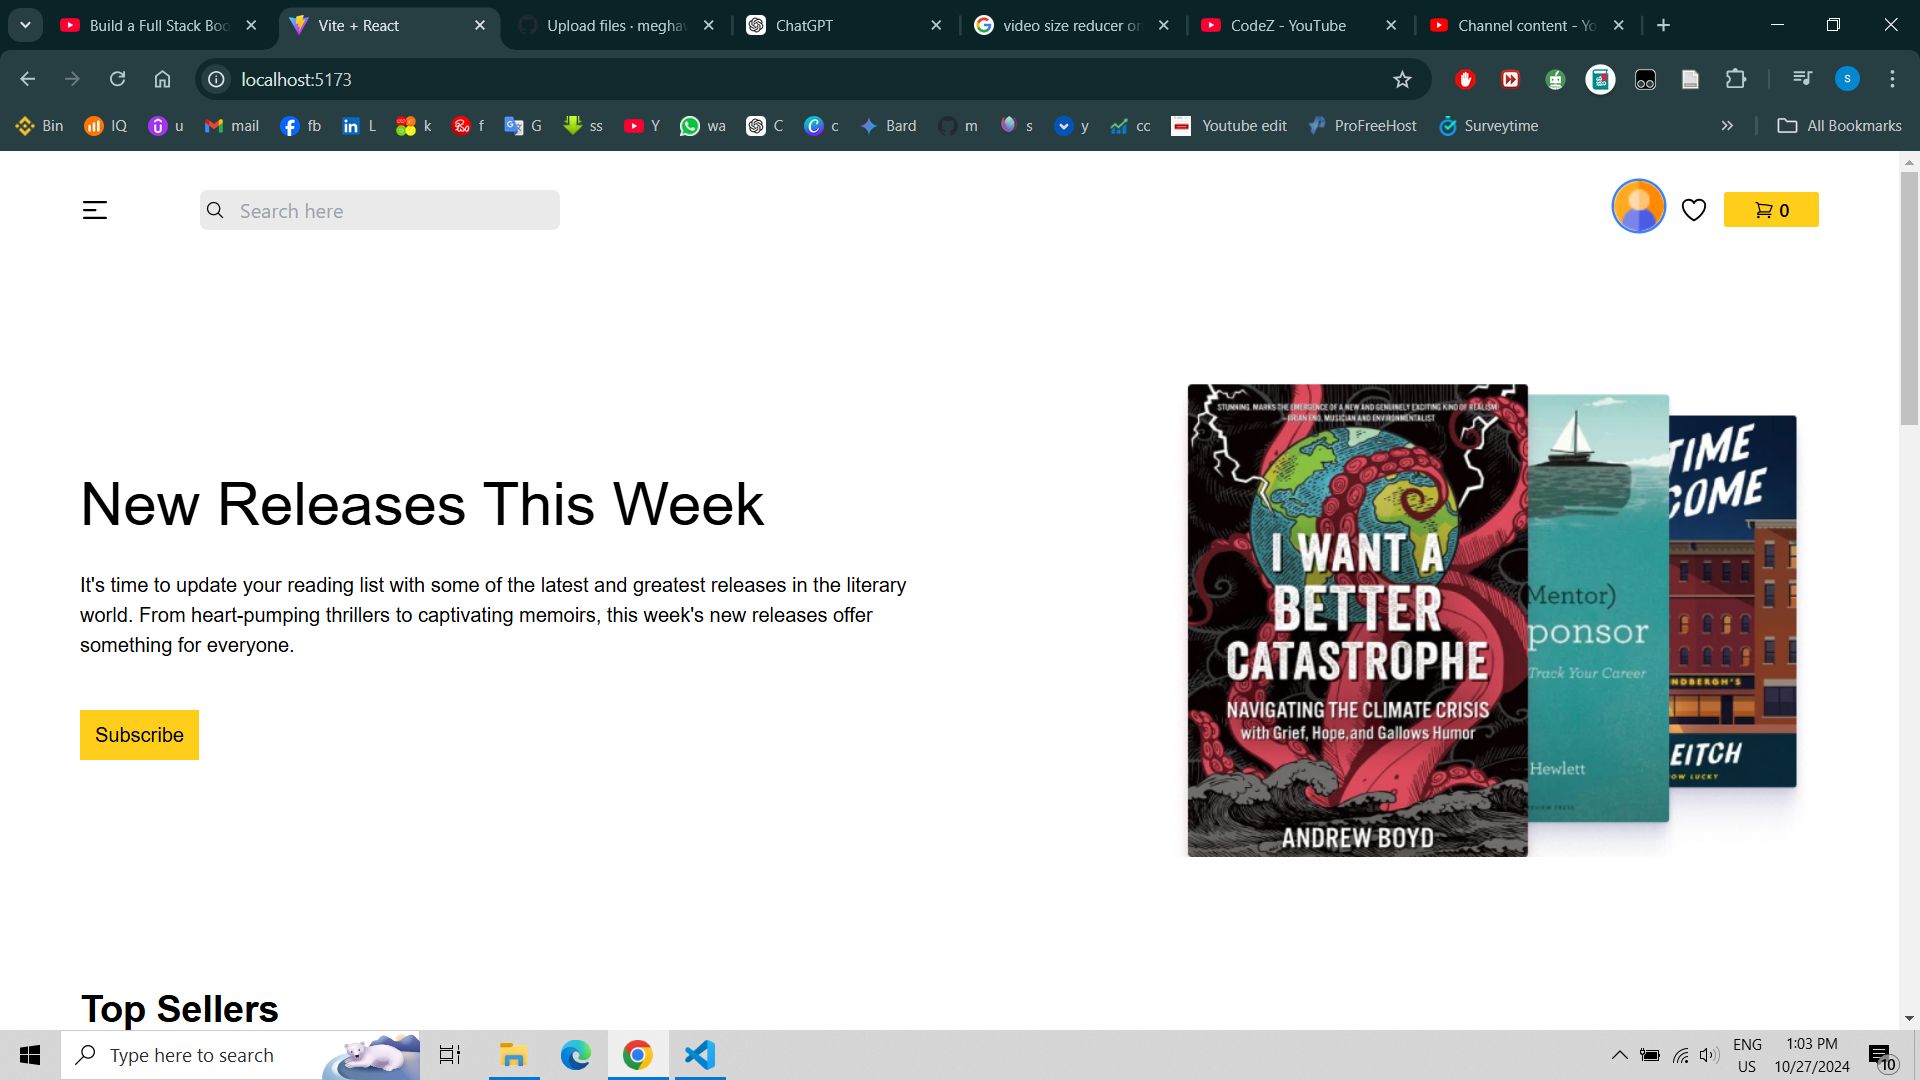 Build a Full Stack Boo
Vite + React
Upload files · megha
ChatGPT
video size reducer on
CodeZ - YouTube
Channel content - Yo
localhost:5173
s
Bin
IQ
u
mail
fb
L
k
f
G
ss
Y
wa
C
c
Bard
m
s
y
cc
Youtube edit
ProFreeHost
Surveytime
All Bookmarks
Search here
0
STUNNING. MARKS THE EMERGENCE OF A NEW AND GENUINELY EXCITING KIND OF REALISM
—BRIAN ENO, MUSICIAN AND ENVIRONMENTALIST
I WANT A
BETTER
CATASTROPHE
NAVIGATING THE CLIMATE CRISIS
with Grief, Hope, and Gallows Humor
ANDREW BOYD
Mentor)
ponsor
Track Your Career
Hewlett
TIME
COME
NDBERGH'S
EITCH
OW LUCKY
New Releases This Week
It's time to update your reading list with some of the latest and greatest releases in the literary
world. From heart-pumping thrillers to captivating memoirs, this week's new releases offer
something for everyone.
Subscribe
Top Sellers
Type here to search
ENG
US
1:03 PM
10/27/2024
10